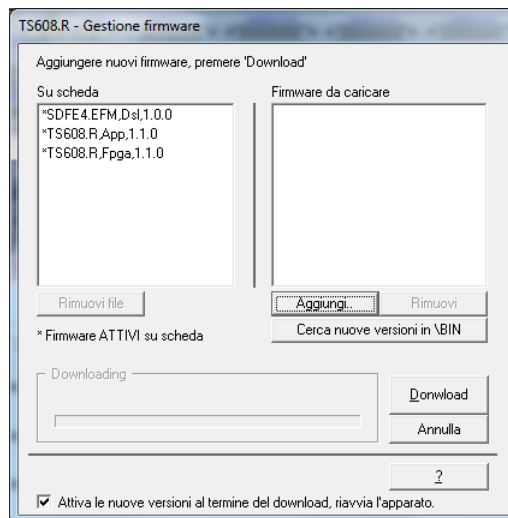 TS608.R - Gestione firmware
Aggiungere nuovi firmware, premere 'Download'
Su scheda
Firmware da caricare
*SDFE4.EFM,Dsl,1.0.0
*TS608.R,App,1.1.0
*TS608.R,Fpga,1.1.0
Rimuovi file
Aggiungi..
Rimuovi
* Firmware ATTIVI su scheda
Cerca nuove versioni in \BIN
Downloading
Donwload
Annulla
?
Attiva le nuove versioni al termine del download, riavvia l'apparato.